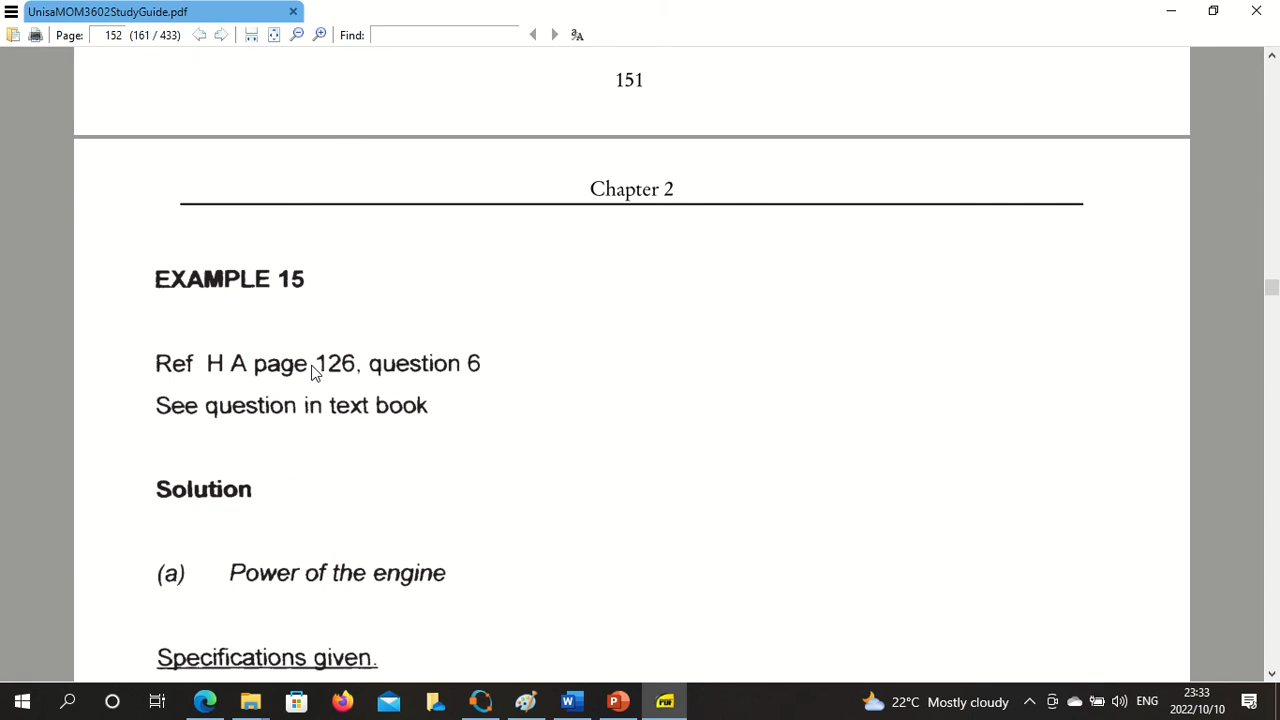 UnisaMOM3602StudyGuide.pdf
Page: 152 (161 / 433) Find:
151
Chapter 2
EXAMPLE 15
Ref H A page 126, question 6
See question in text book
Solution
(a) Power of the engine
Specifications given.
22°C Mostly cloudy ENG 23:33
2022/10/10